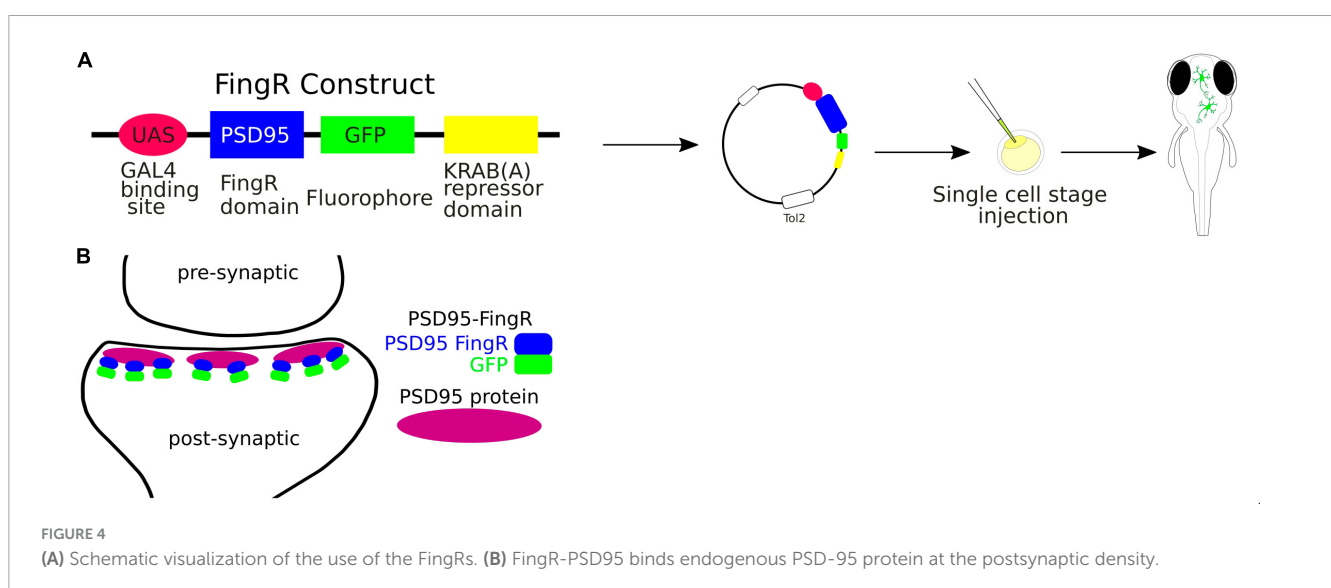 A
FingR Construct
UAS
PSD95
GFP
GAL4
binding
site
FingR
domain
Fluorophore
KRAB(A)
repressor
domain
Tol2
Single cell stage
injection
B
pre-synaptic
post-synaptic
PSD95-FingR
PSD95 FingR
GFP
PSD95 protein
FIGURE 4
(A) Schematic visualization of the use of the FingRs. (B) FingR-PSD95 binds endogenous PSD-95 protein at the postsynaptic density.